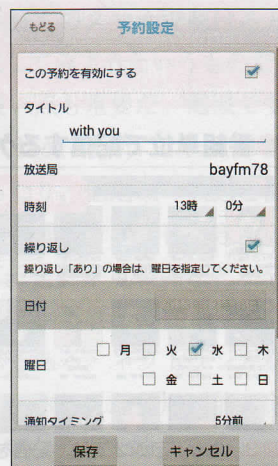 もどる 予約設定
この予約を有効にする
タイトル
with you
放送局 bayfm78
時刻 13時 0分
繰り返し
繰り返し「あり」の場合は、曜日を指定してください。
日付
曜日 月 火 水 木
金 土 日
通知タイミング 5分前
保存 キャンセル